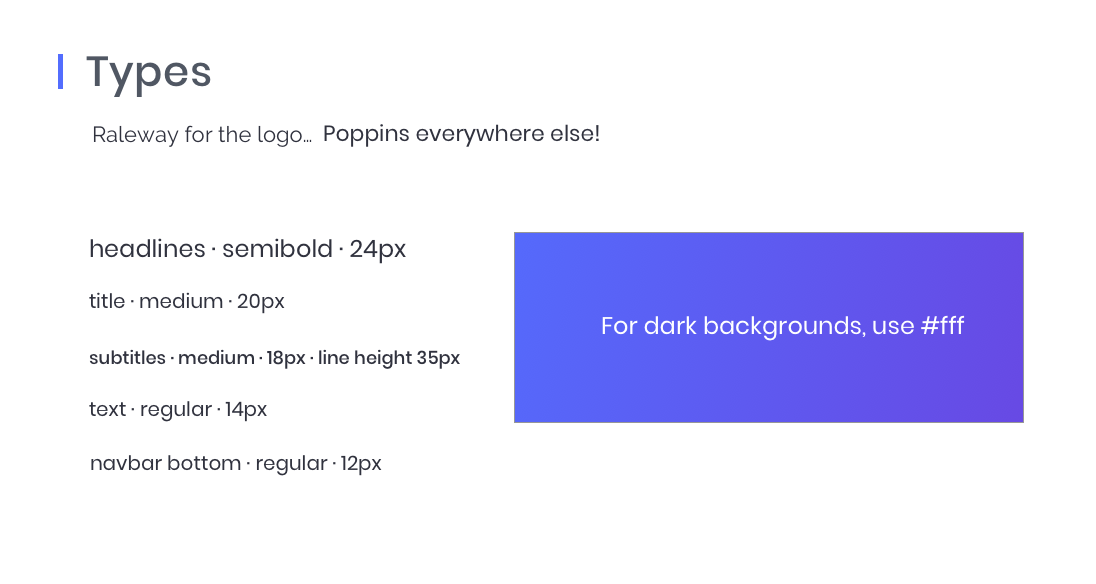 Types
Raleway for the logo... Poppins everywhere else!
headlines · semibold · 24px
title · medium · 20px
subtitles · medium · 18px · line height 35px
text · regular · 14px
navbar bottom · regular · 12px
For dark backgrounds, use #fff